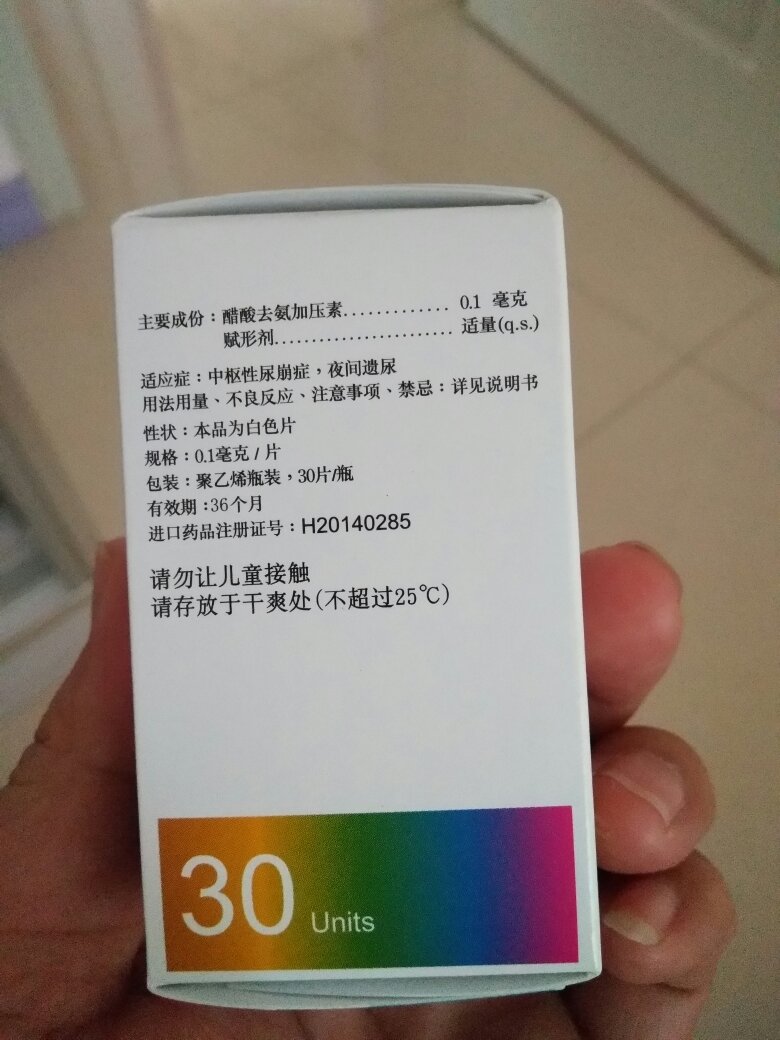 主要成份：醋酸去氨加压素............. 0.1 毫克
赋形剂........................ 适量(q.s.)
适应症：中枢性尿崩症，夜间遗尿
用法用量、不良反应、注意事项、禁忌：详见说明书
性状：本品为白色片
规格：0.1毫克 / 片
包装：聚乙烯瓶装，30片/瓶
有效期：36个月
进口药品注册证号：H20140285
请勿让儿童接触
请存放于干爽处(不超过25℃)
30 Units